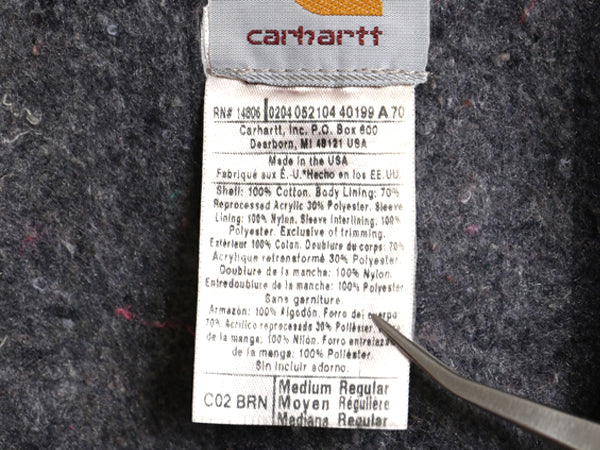 carhartt
RN# 14806 0204 052104 40199 A 70
Carhartt, Inc. P.O. Box 600
Dearborn, MI 48121 USA
Made in the USA
Fabriqué aux É.-U.*Hecho en los EE.UU.
Shell: 100% Cotton. Body Lining: 70%
Reprocessed Acrylic 30% Polyester. Sleeve
Lining: 100% Nylon. Sleeve Interlining: 100%
Polyester. Exclusive of trimming.
Extérieur 100% Coton. Doublure du corps: 70%
Acrylique retransformé 30% Polyester.
Doublure de la manche: 100% Nylon.
Entredoublure de la manche: 100% Polyester
Sans garniture.
Armazón: 100% Algodón. Forro del cuerpo
70% Acrílico reprocesado 30% Poliéster.
de la manga: 100% Nilón. Forro entrelazado
de la manga: 100% Poliéster.
Sin incluir adorno.
C02 BRN Medium Regular
Moyen Régulière
Mediana Regular